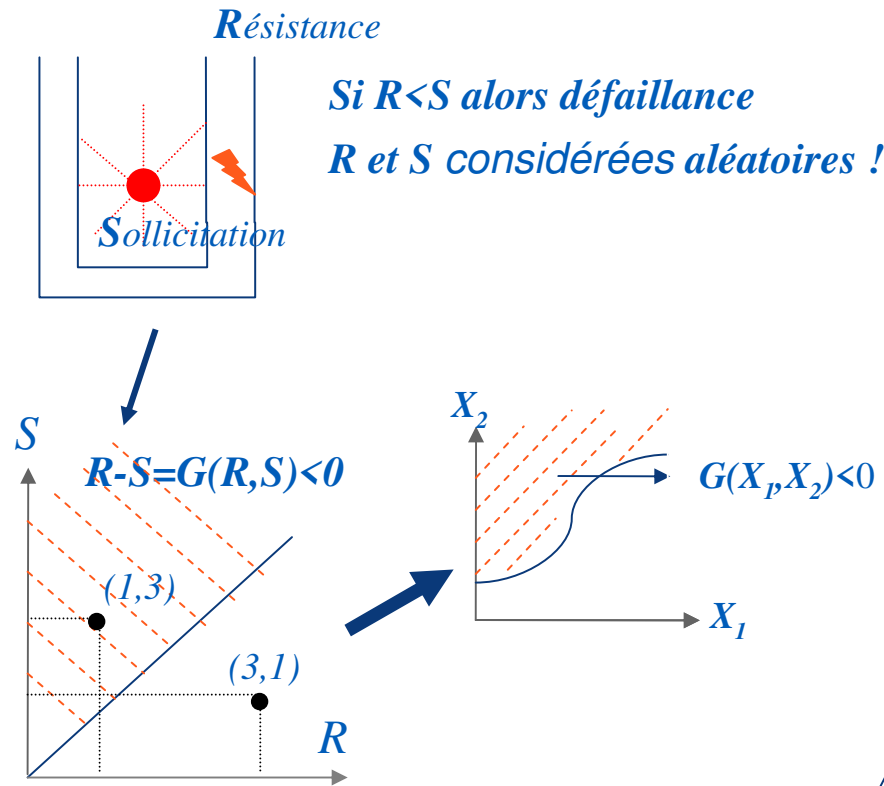 Résistance
Si R<S alors défaillance
R et S considérées aléatoires !
Sollicitation
S
R-S=G(R,S)<0
(1,3)
(3,1)
R
X₂
G(X₁,X₂)<0
X₁